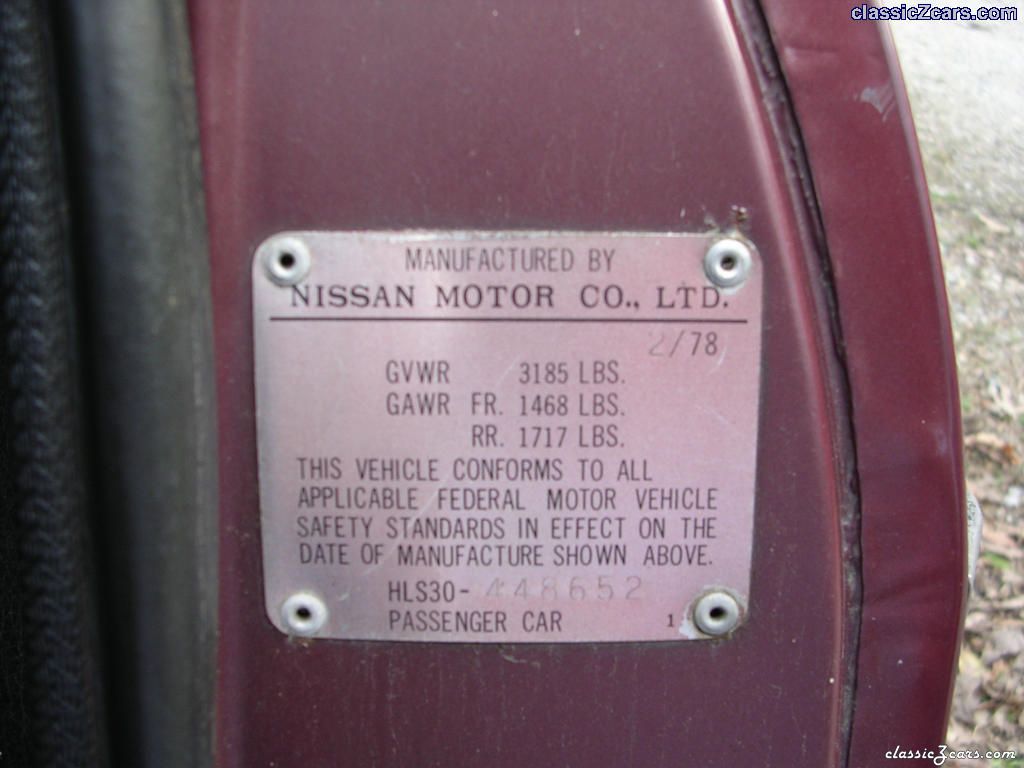 classicZcars.com
MANUFACTURED BY
NISSAN MOTOR CO., LTD.
2/78
GVWR 3185 LBS.
GAWR FR. 1468 LBS.
RR. 1717 LBS.
THIS VEHICLE CONFORMS TO ALL
APPLICABLE FEDERAL MOTOR VEHICLE
SAFETY STANDARDS IN EFFECT ON THE
DATE OF MANUFACTURE SHOWN ABOVE.
HLS30-448652
PASSENGER CAR 1
classicZcars.com